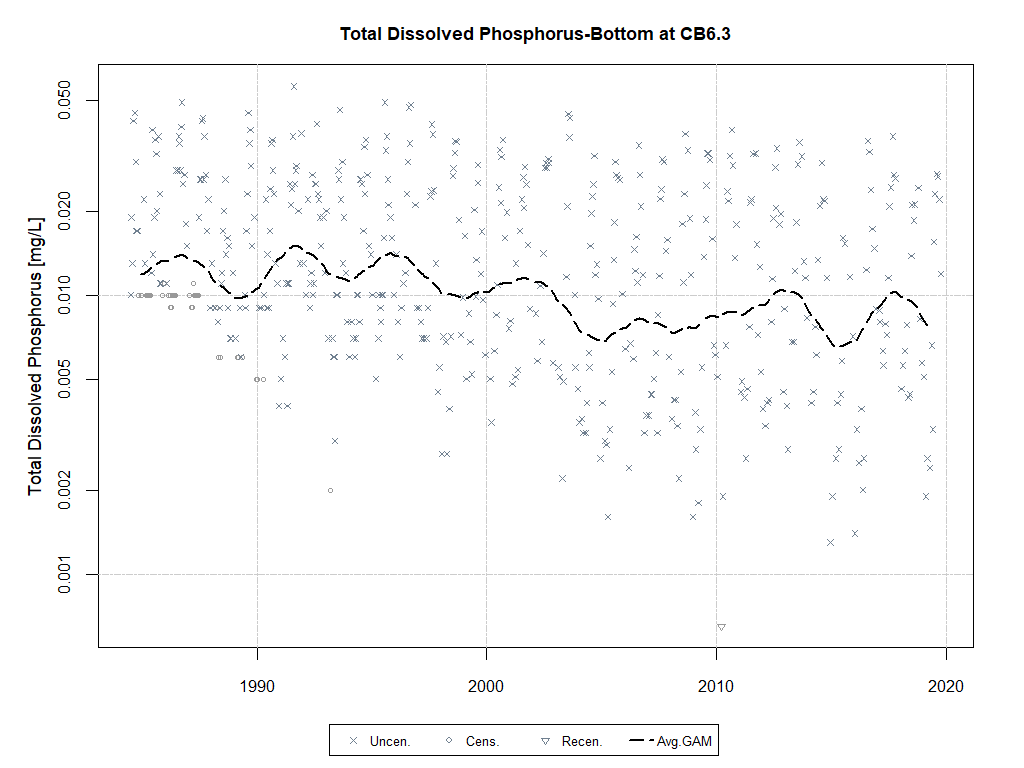 Total Dissolved Phosphorus-Bottom at CB6.3
Total Dissolved Phosphorus [mg/L]
0.050
0.020
0.010
0.005
0.002
0.001
1990 2000 2010 2020
Uncen. Cens. Recen. Avg.GAM